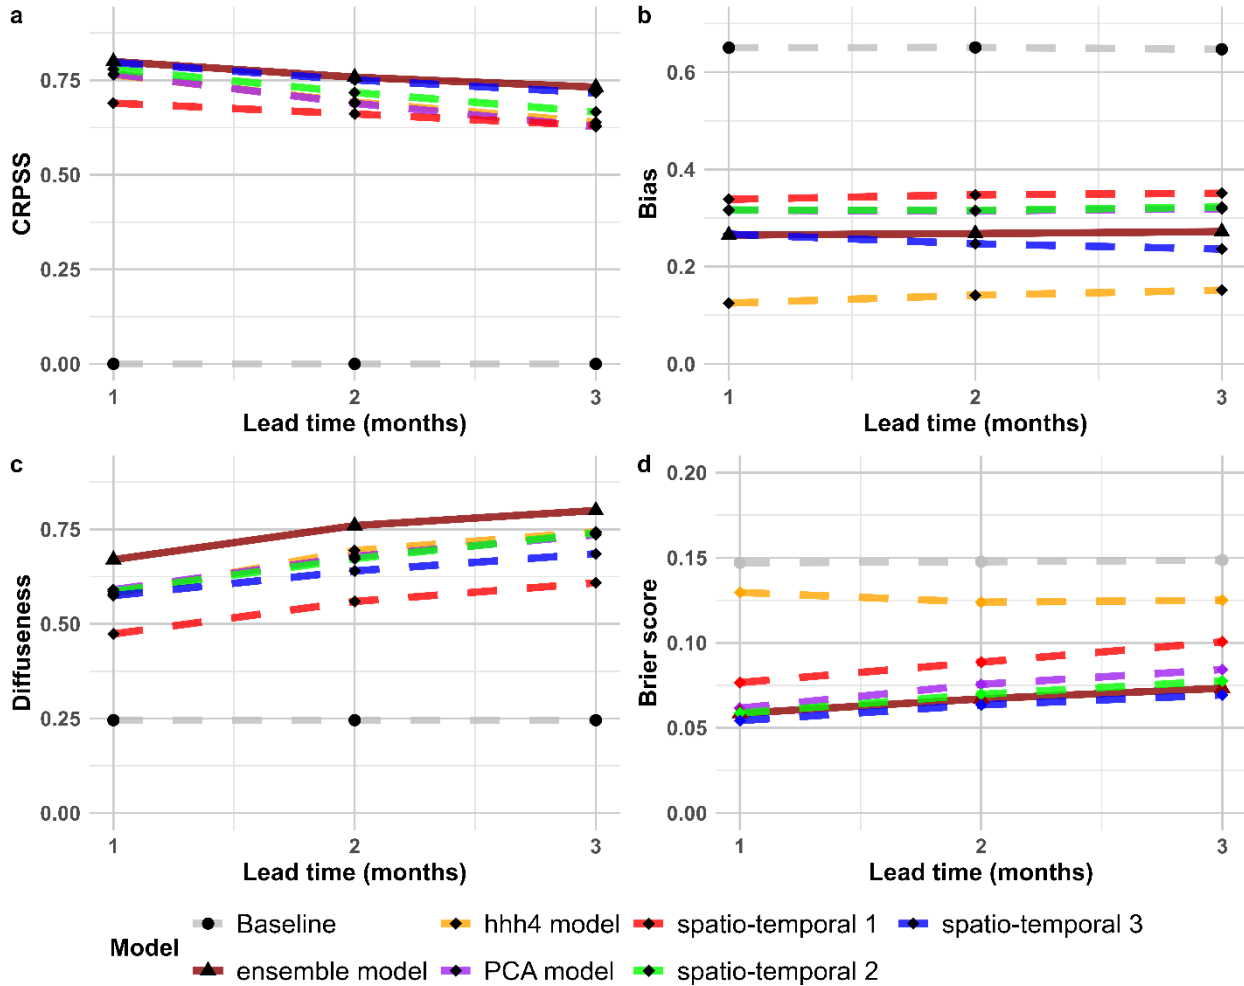 a
0.75
0.50
0.25
0.00
CRPSS
1 2 3
Lead time (months)
b
0.6
0.4
0.2
0.0
Bias
1 2 3
Lead time (months)
c
0.75
0.50
0.25
0.00
Diffuseness
1 2 3
Lead time (months)
d
0.20
0.15
0.10
0.05
0.00
Brier score
1 2 3
Lead time (months)
Model
Baseline hhh4 model spatio-temporal 1 spatio-temporal 3
ensemble model PCA model spatio-temporal 2